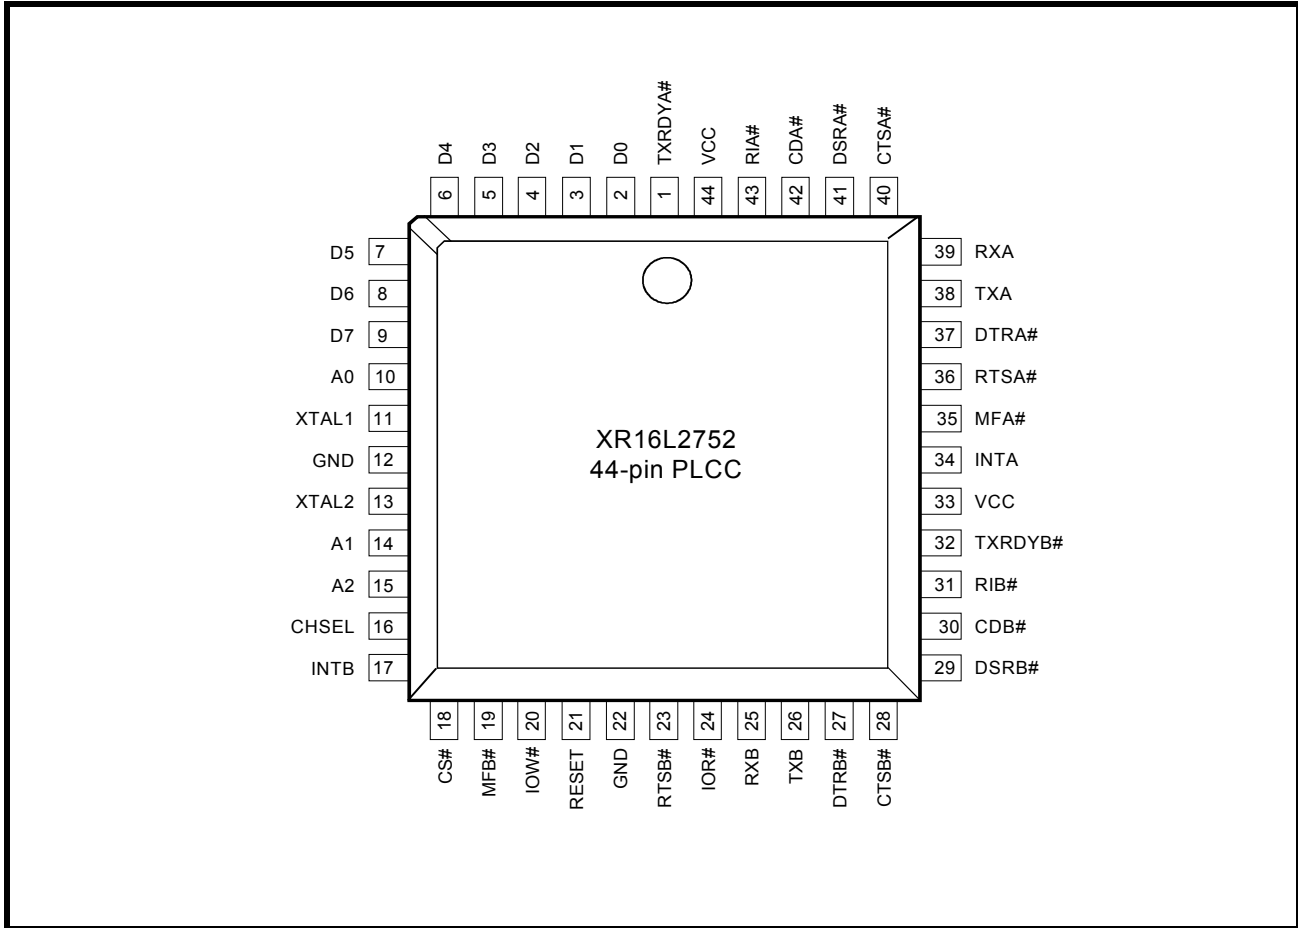 D4 D3 D2 D1 D0 TXRDYA# VCC RIA# CDA# DSRA# CTSA#
6 5 4 3 2 1 44 43 42 41 40
D5 7
D6 8
D7 9
A0 10
XTAL1 11
GND 12
XTAL2 13
A1 14
A2 15
CHSEL 16
INTB 17
XR16L2752
44-pin PLCC
39 RXA
38 TXA
37 DTRA#
36 RTSA#
35 MFA#
34 INTA
33 VCC
32 TXRDYB#
31 RIB#
30 CDB#
29 DSRB#
18 19 20 21 22 23 24 25 26 27 28
CS# MFB# IOW# RESET GND RTSB# IOR# RXB TXB DTRB# CTSB#